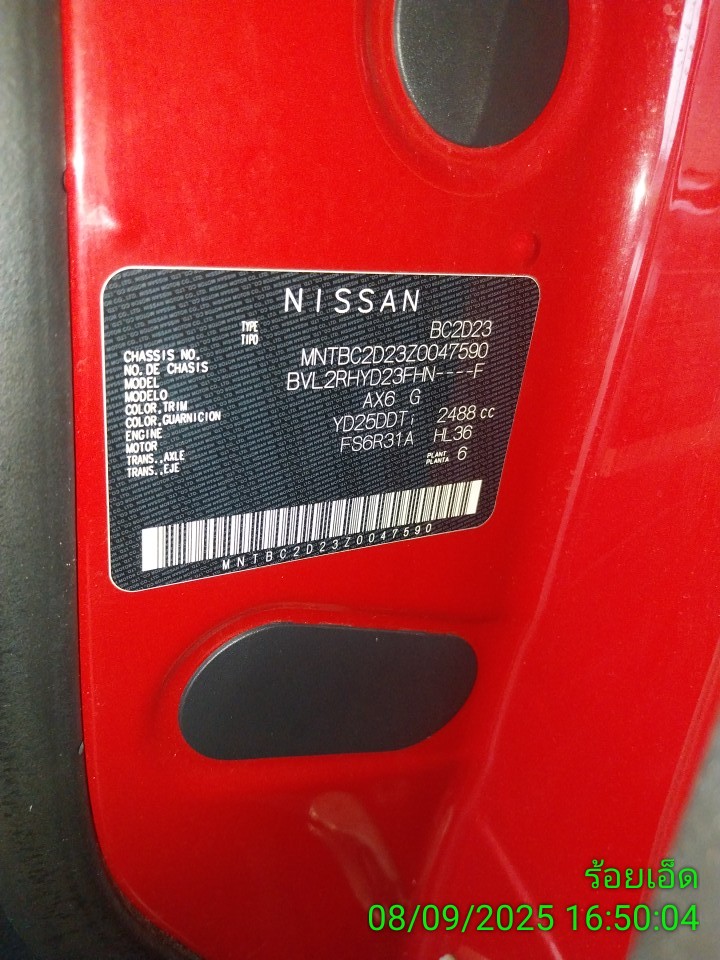 NISSAN
TYPE
TIPO
BC2D23
CHASSIS NO.
NO. DE CHASIS
MNTBC2D23Z0047590
MODEL
MODELO
BVL2RHYD23FHN----F
COLOR, TRIM
COLOR, GUARNICION
AX6 G
ENGINE
MOTOR
YD25DDTi 2488 cc
TRANS., AXLE
TRANS., EJE
FS6R31A HL36
PLANT
PLANTA
6
MNTBC2D23Z0047590
ร้อยเอ็ด
08/09/2025 16:50:04